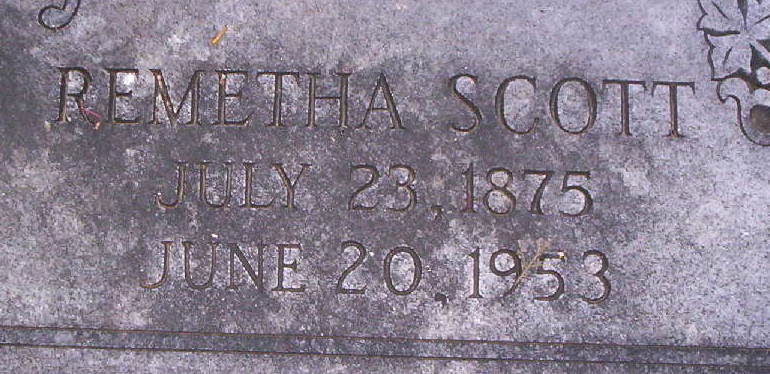 REMETHA SCOTT
JULY 23, 1875
JUNE 20, 1953